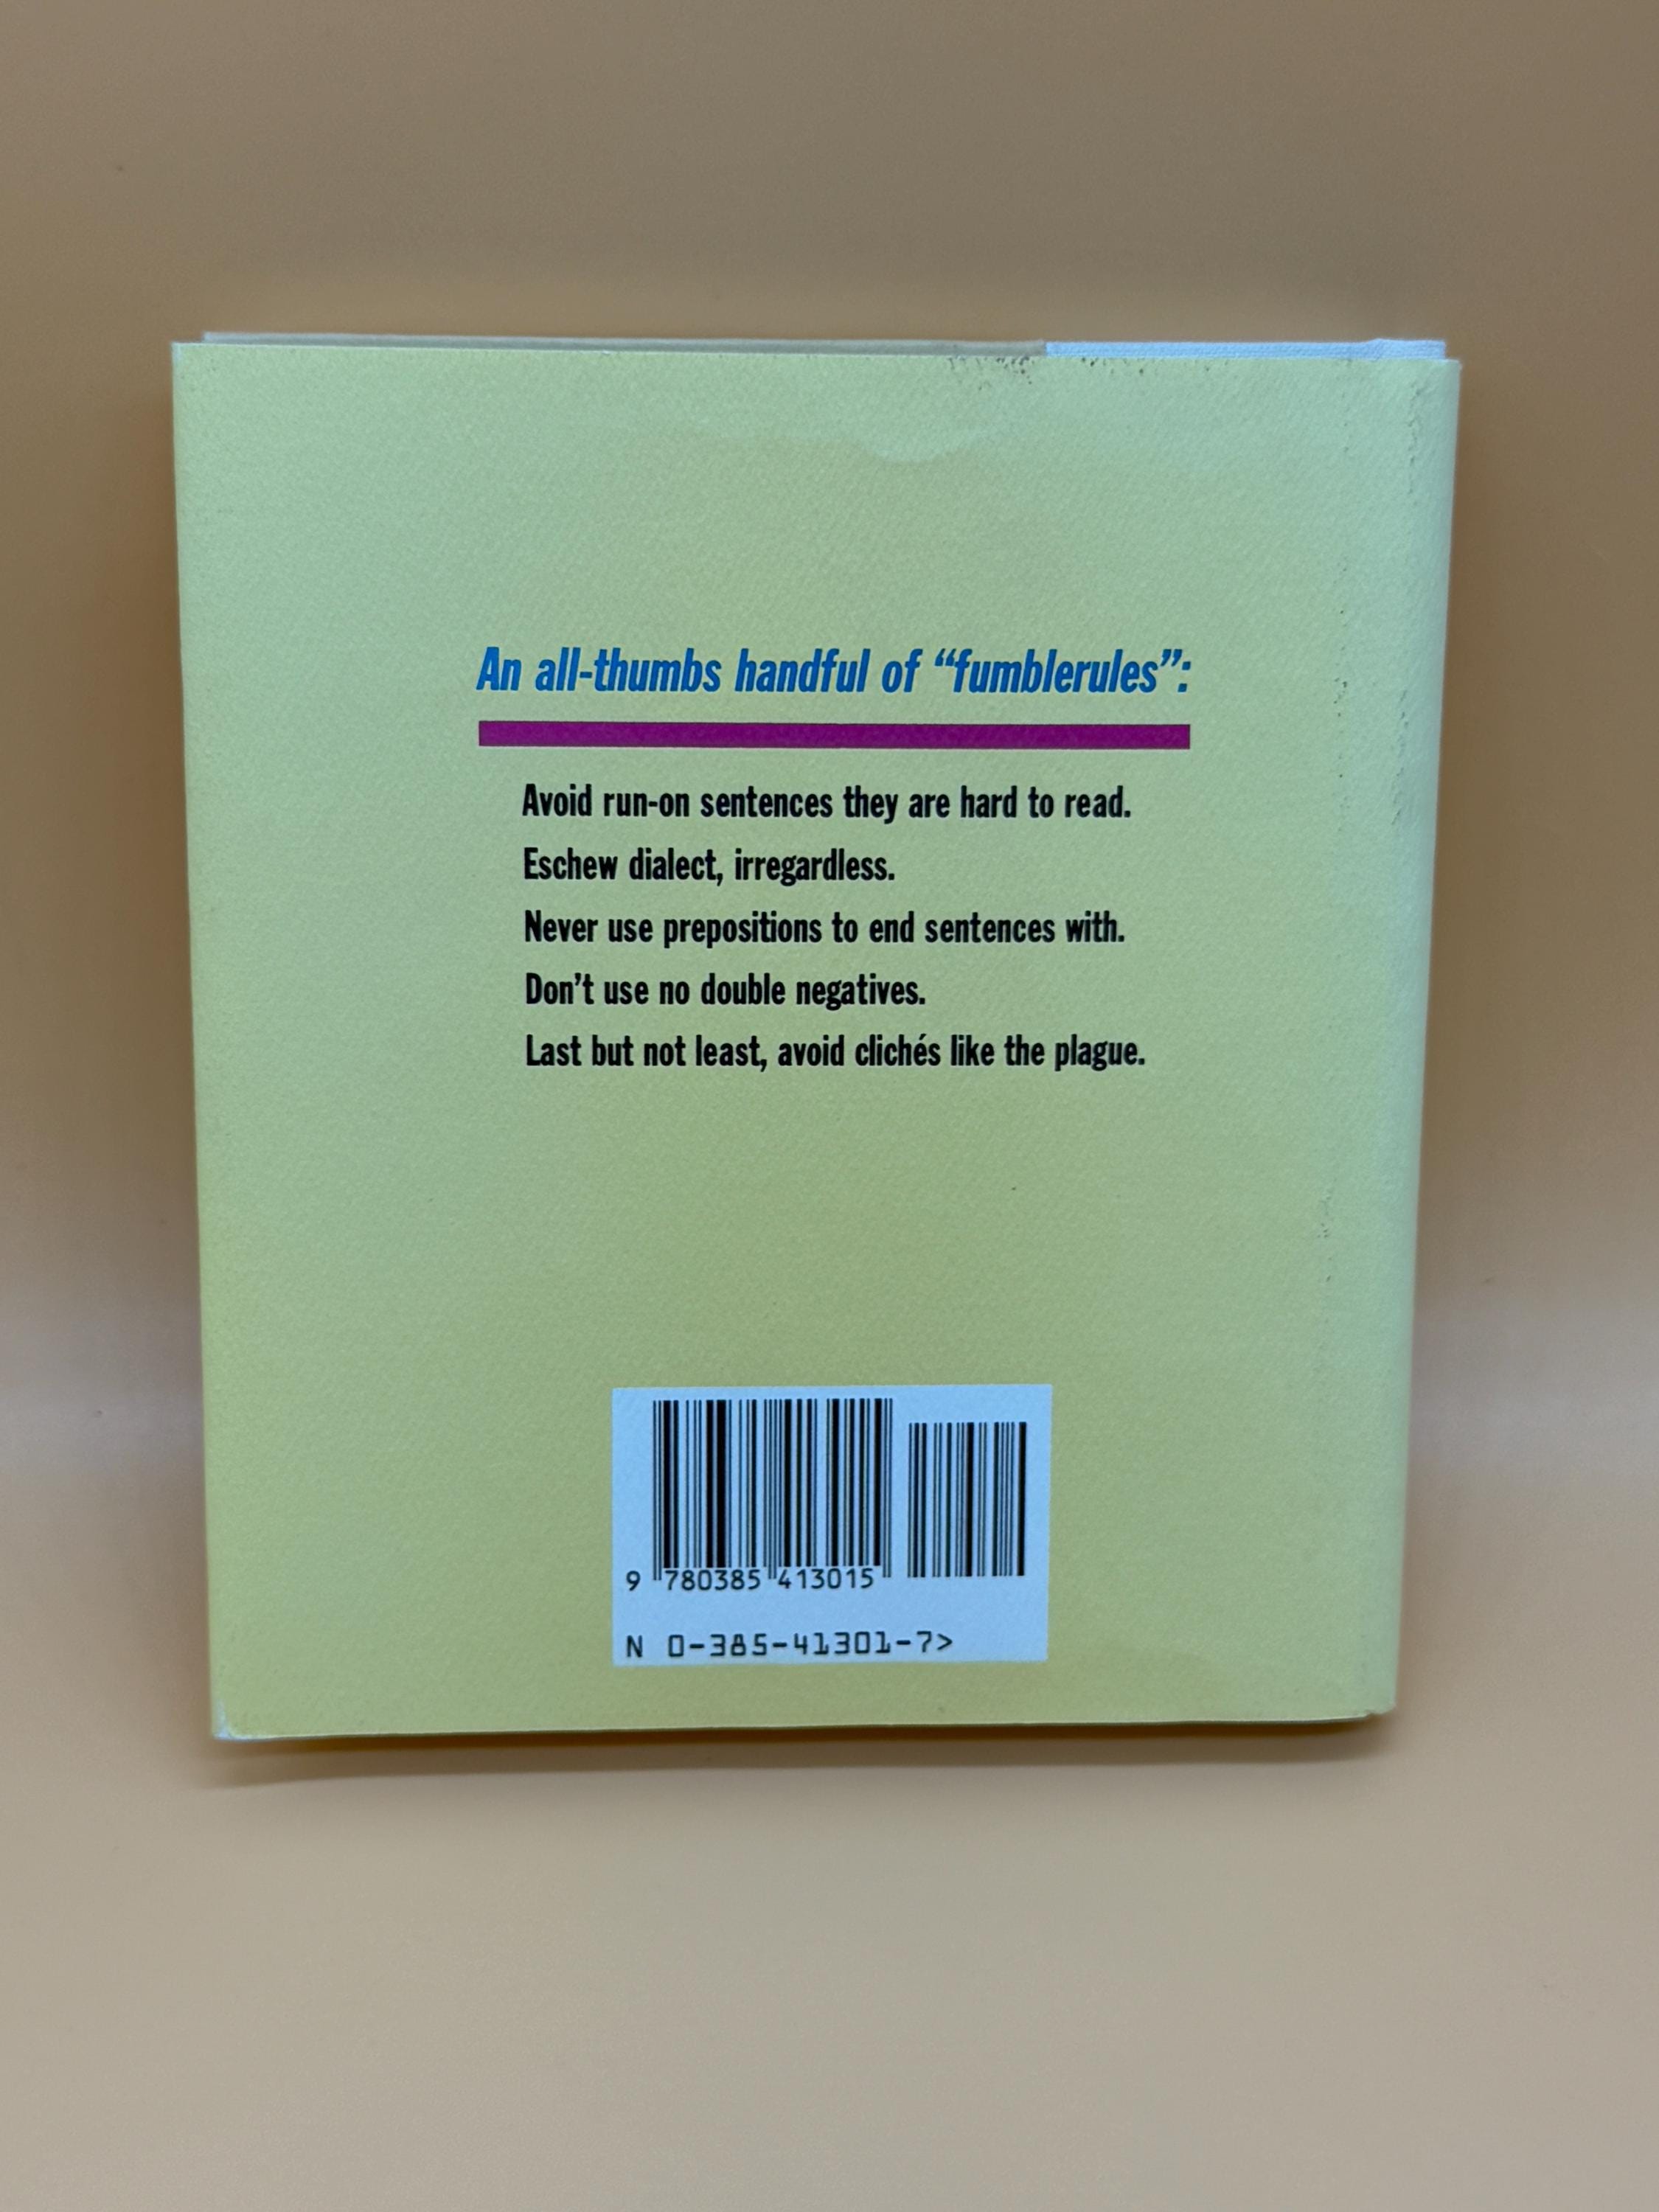 An all-thumbs handful of “fumblerules”:
Avoid run-on sentences they are hard to read.
Eschew dialect, irregardless.
Never use prepositions to end sentences with.
Don’t use no double negatives.
Last but not least, avoid clichés like the plague.
9 780385 413015
N 0-385-41301-7>